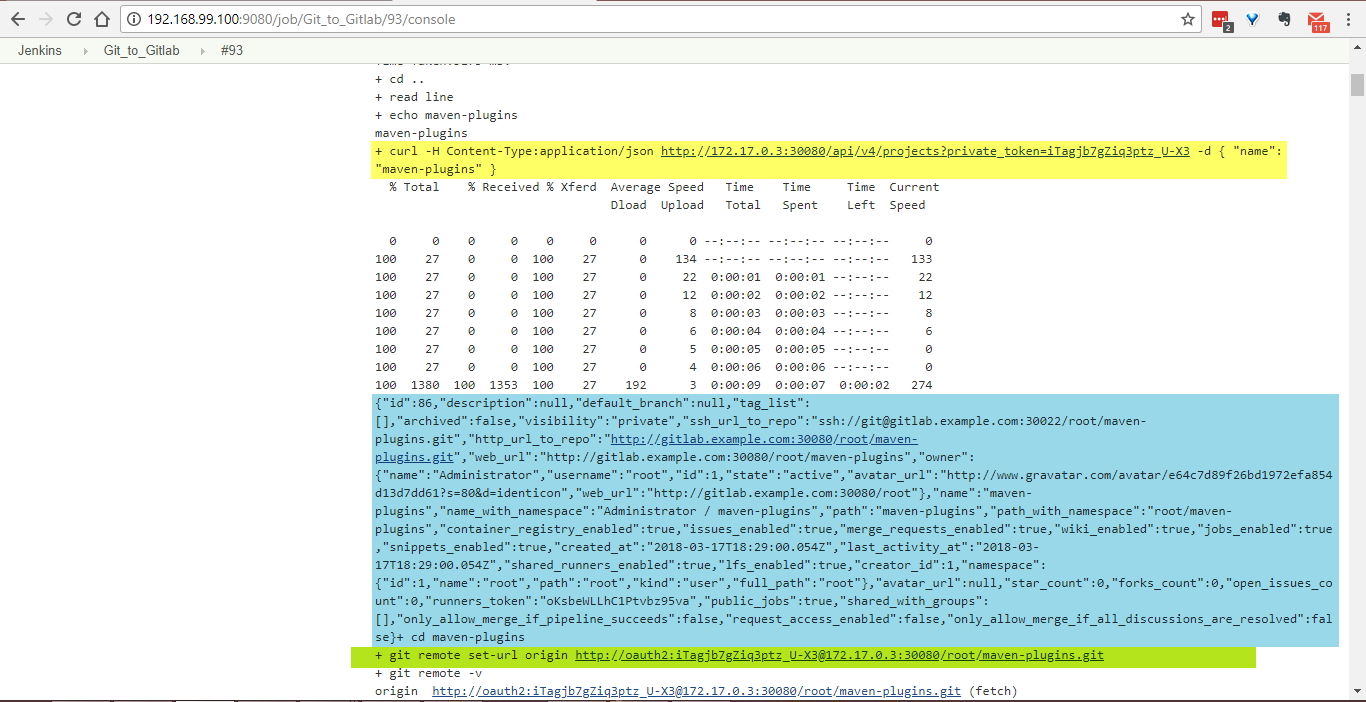 192.168.99.100:9080/job/Git_to_Gitlab/93/console
2
117
Jenkins Git_to_Gitlab #93
+ cd ..
+ read line
+ echo maven-plugins
maven-plugins
+ curl -H Content-Type:application/json http://172.17.0.3:30080/api/v4/projects?private_token=iTagjb7gZiq3ptz_U-X3 -d { "name":
"maven-plugins" }
% Total % Received % Xferd Average Speed Time Time Time Current
Dload Upload Total Spent Left Speed
0 0 0 0 0 0 0 0 --:--:-- --:--:-- --:--:-- 0
100 27 0 0 100 27 0 134 --:--:-- --:--:-- --:--:-- 133
100 27 0 0 100 27 0 22 0:00:01 0:00:01 --:--:-- 22
100 27 0 0 100 27 0 12 0:00:02 0:00:02 --:--:-- 12
100 27 0 0 100 27 0 8 0:00:03 0:00:03 --:--:-- 8
100 27 0 0 100 27 0 6 0:00:04 0:00:04 --:--:-- 6
100 27 0 0 100 27 0 5 0:00:05 0:00:05 --:--:-- 0
100 27 0 0 100 27 0 4 0:00:06 0:00:06 --:--:-- 0
100 1380 100 1353 100 27 192 3 0:00:09 0:00:07 0:00:02 274
{"id":86,"description":null,"default_branch":null,"tag_list":
[],"archived":false,"visibility":"private","ssh_url_to_repo":"ssh://git@gitlab.example.com:30022/root/maven-
plugins.git","http_url_to_repo":"http://gitlab.example.com:30080/root/maven-
plugins.git","web_url":"http://gitlab.example.com:30080/root/maven-plugins","owner":
{"name":"Administrator","username":"root","id":1,"state":"active","avatar_url":"http://www.gravatar.com/avatar/e64c7d89f26bd1972efa854
d13d7dd61?s=80&d=identicon","web_url":"http://gitlab.example.com:30080/root"},"name":"maven-
plugins","name_with_namespace":"Administrator / maven-plugins","path":"maven-plugins","path_with_namespace":"root/maven-
plugins","container_registry_enabled":true,"issues_enabled":true,"merge_requests_enabled":true,"wiki_enabled":true,"jobs_enabled":true
,"snippets_enabled":true,"created_at":"2018-03-17T18:29:00.054Z","last_activity_at":"2018-03-
17T18:29:00.054Z","shared_runners_enabled":true,"lfs_enabled":true,"creator_id":1,"namespace":
{"id":1,"name":"root","path":"root","kind":"user","full_path":"root"},"avatar_url":null,"star_count":0,"forks_count":0,"open_issues_co
unt":0,"runners_token":"oKsbeWLLhC1Ptvbz95va","public_jobs":true,"shared_with_groups":
[],"only_allow_merge_if_pipeline_succeeds":false,"request_access_enabled":false,"only_allow_merge_if_all_discussions_are_resolved":fal
se}+ cd maven-plugins
+ git remote set-url origin http://oauth2:iTagjb7gZiq3ptz_U-X3@172.17.0.3:30080/root/maven-plugins.git
+ git remote -v
origin http://oauth2:iTagjb7gZiq3ptz_U-X3@172.17.0.3:30080/root/maven-plugins.git (fetch)